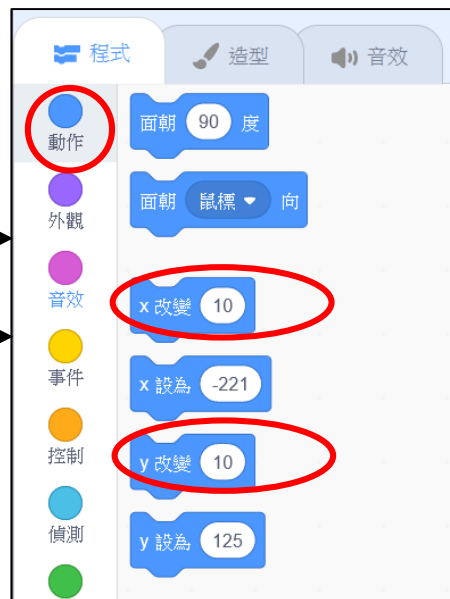 程式 造型 音效
動作
外觀
音效
事件
控制
偵測
面朝 90 度
面朝 鼠標 向
x 改變 10
x 設為 -221
y 改變 10
y 設為 125